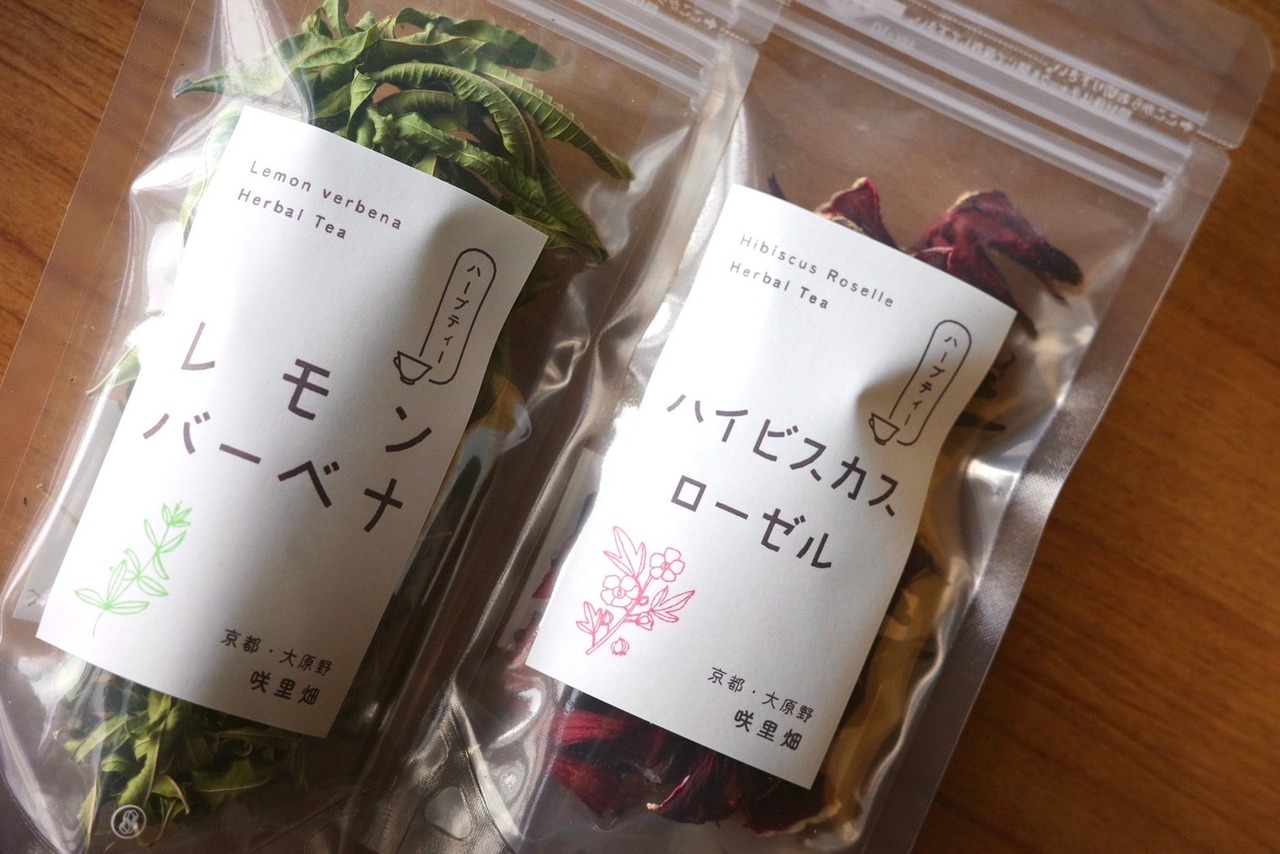 Lemon verbena
Herbal Tea
ハーブティー
レモン
バーベナ
京都・大原野
咲里畑
Hibiscus Roselle
Herbal Tea
ハーブティー
ハイビスカス
ローゼル
京都・大原野
咲里畑